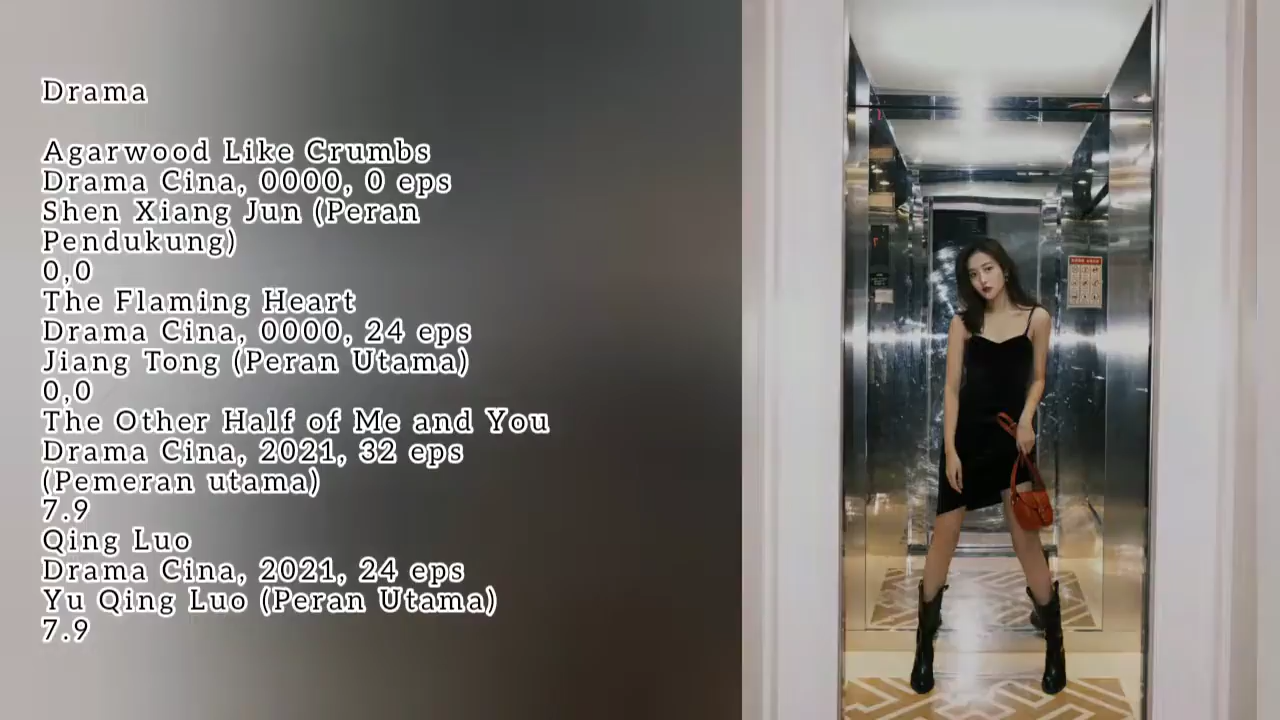 Drama
Agarwood Like Crumbs
Drama Cina, 0000, 0 eps
Shen Xiang Jun (Peran
Pendukung)
0,0
The Flaming Heart
Drama Cina, 0000, 24 eps
Jiang Tong (Peran Utama)
0,0
The Other Half of Me and You
Drama Cina, 2021, 32 eps
(Pemeran utama)
7.9
Qing Luo
Drama Cina, 2021, 24 eps
Yu Qing Luo (Peran Utama)
7.9